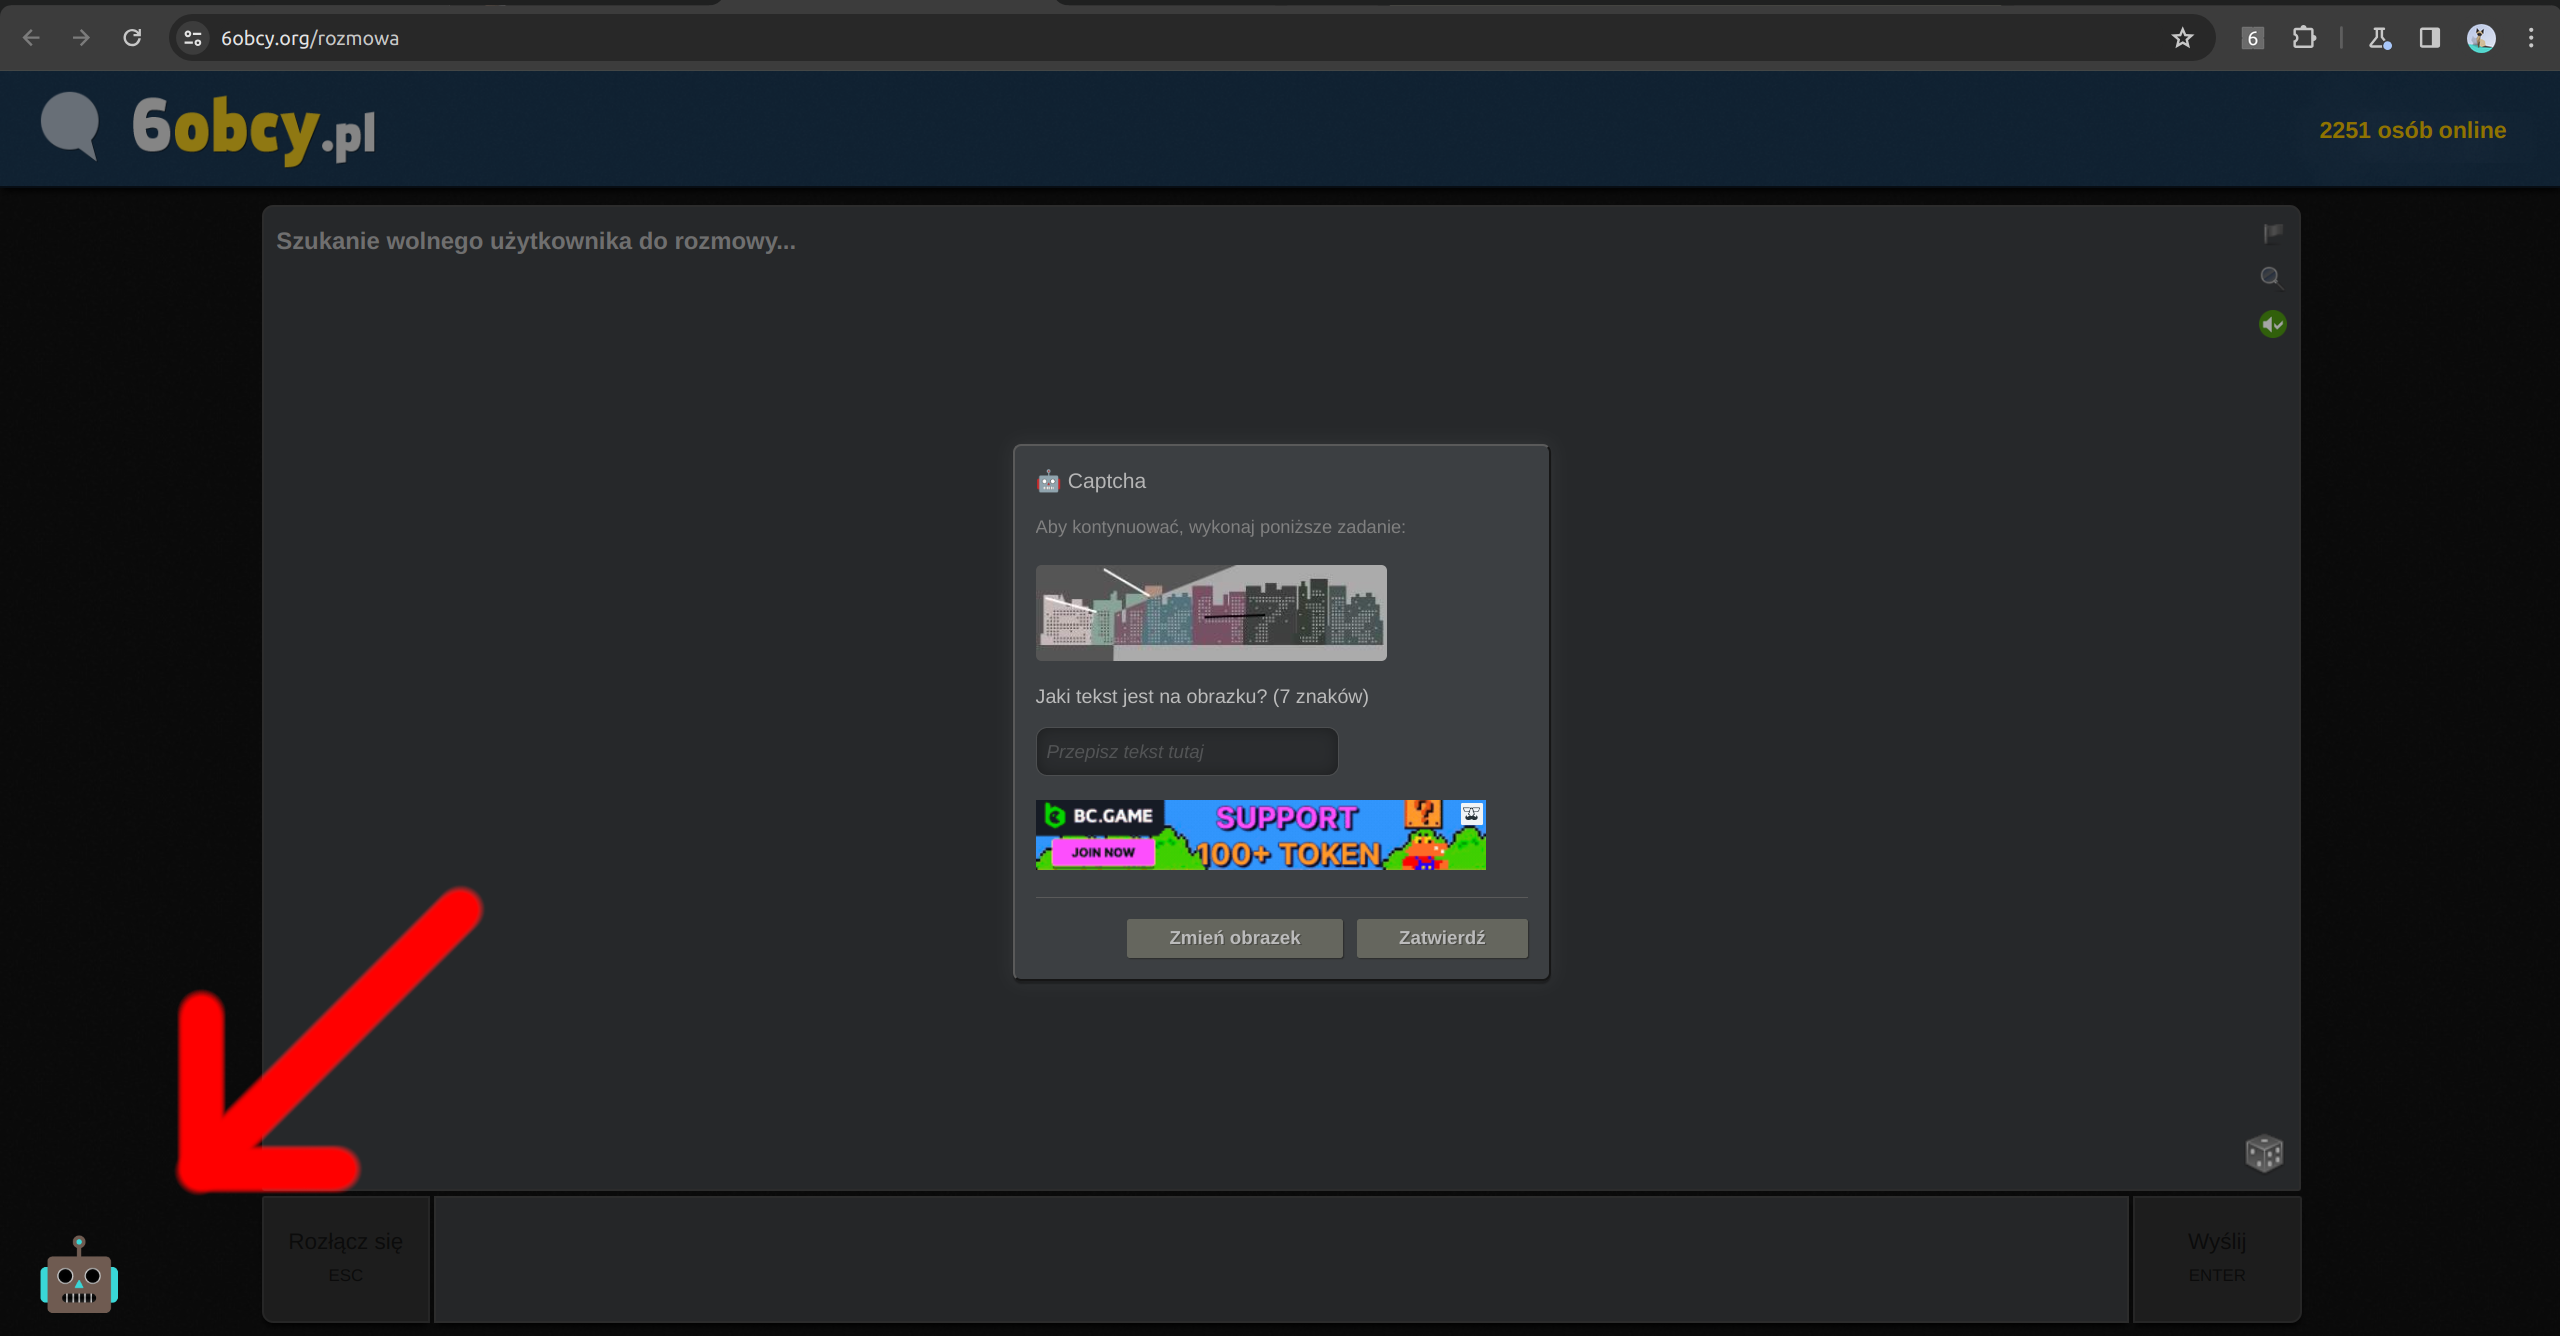 6obcy.org/rozmowa
6
6obcy.pl
2251 osób online
Szukanie wolnego użytkownika do rozmowy...
Captcha
Aby kontynuować, wykonaj poniższe zadanie:
Jaki tekst jest na obrazku? (7 znaków)
Przepisz tekst tutaj
BC.GAME
SUPPORT
JOIN NOW
100+ TOKEN
Zmień obrazek
Zatwierdź
Rozłącz się
ESC
Wyślij
ENTER